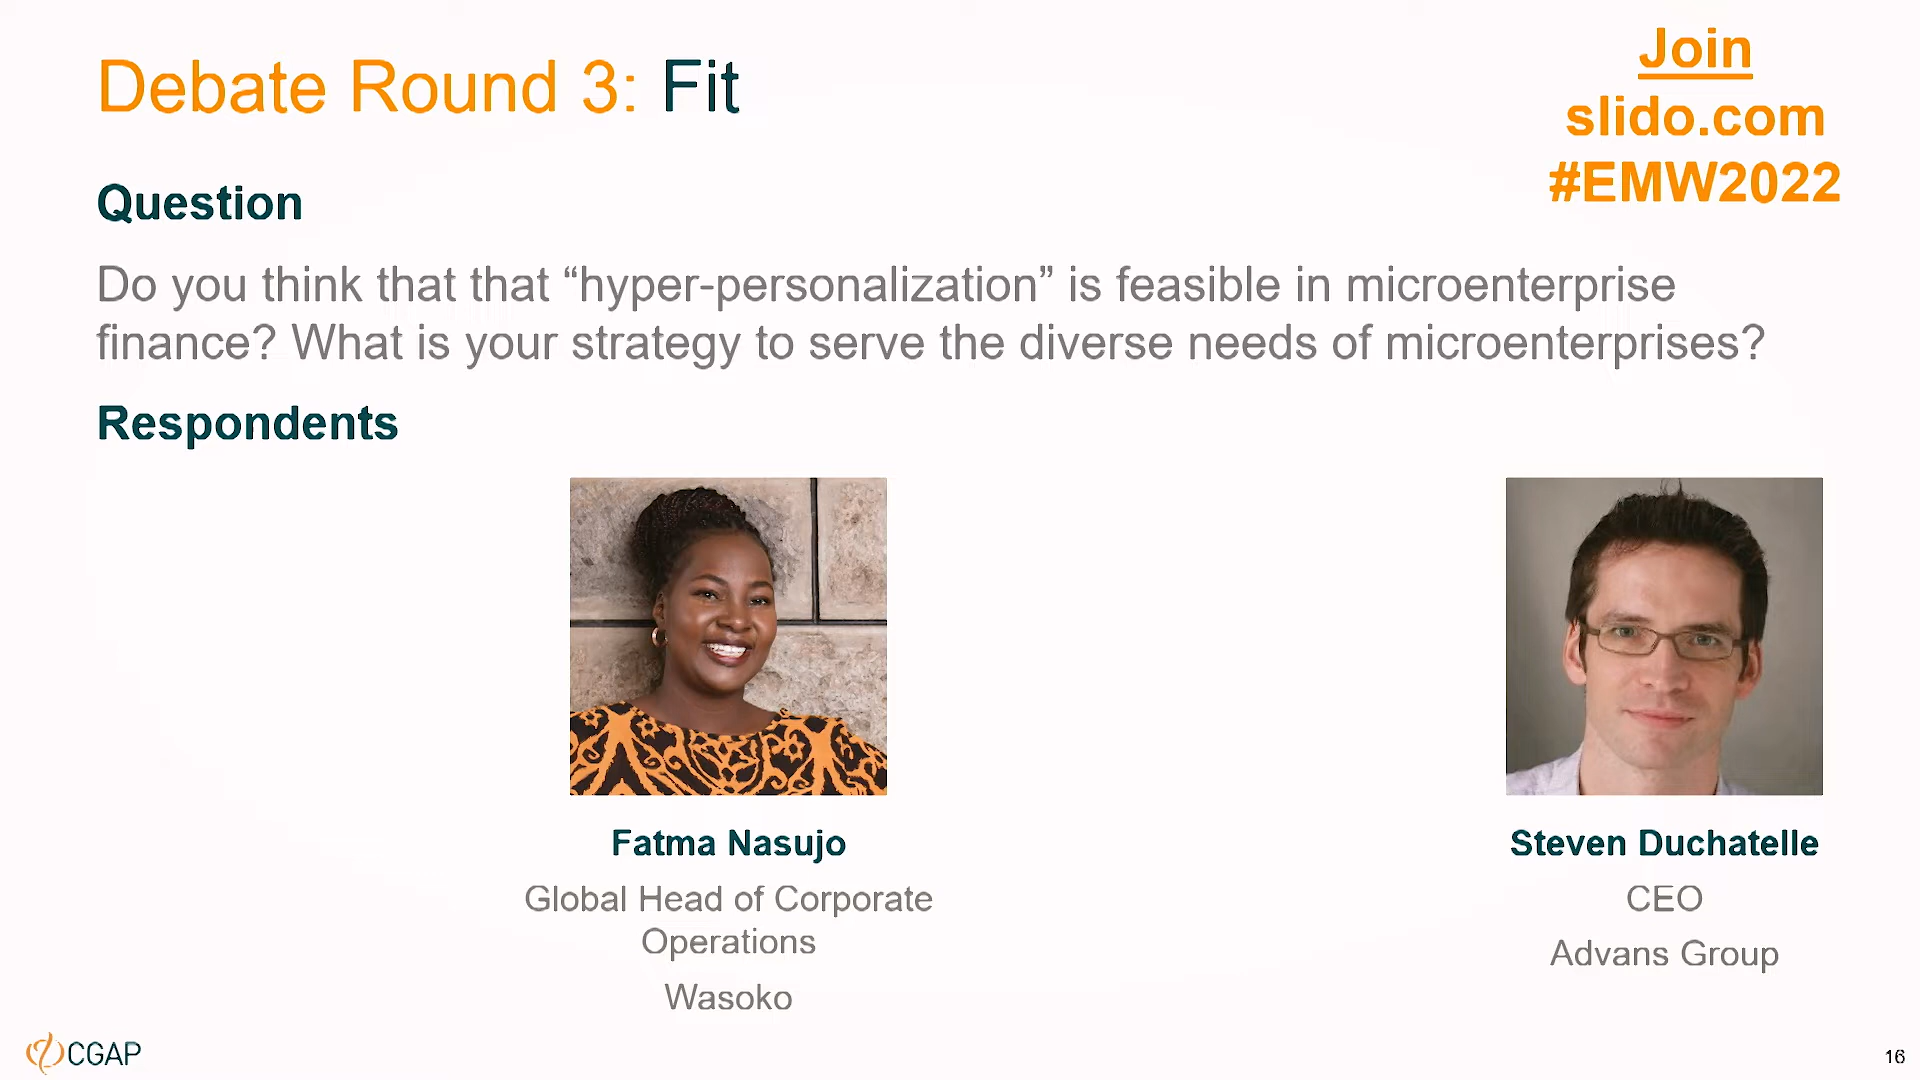 Debate Round 3: Fit
Join
slido.com
#EMW2022
Question
Do you think that that “hyper-personalization” is feasible in microenterprise
finance? What is your strategy to serve the diverse needs of microenterprises?
Respondents
Fatma Nasujo
Global Head of Corporate
Operations
Wasoko
Steven Duchatelle
CEO
Advans Group
CGAP
16